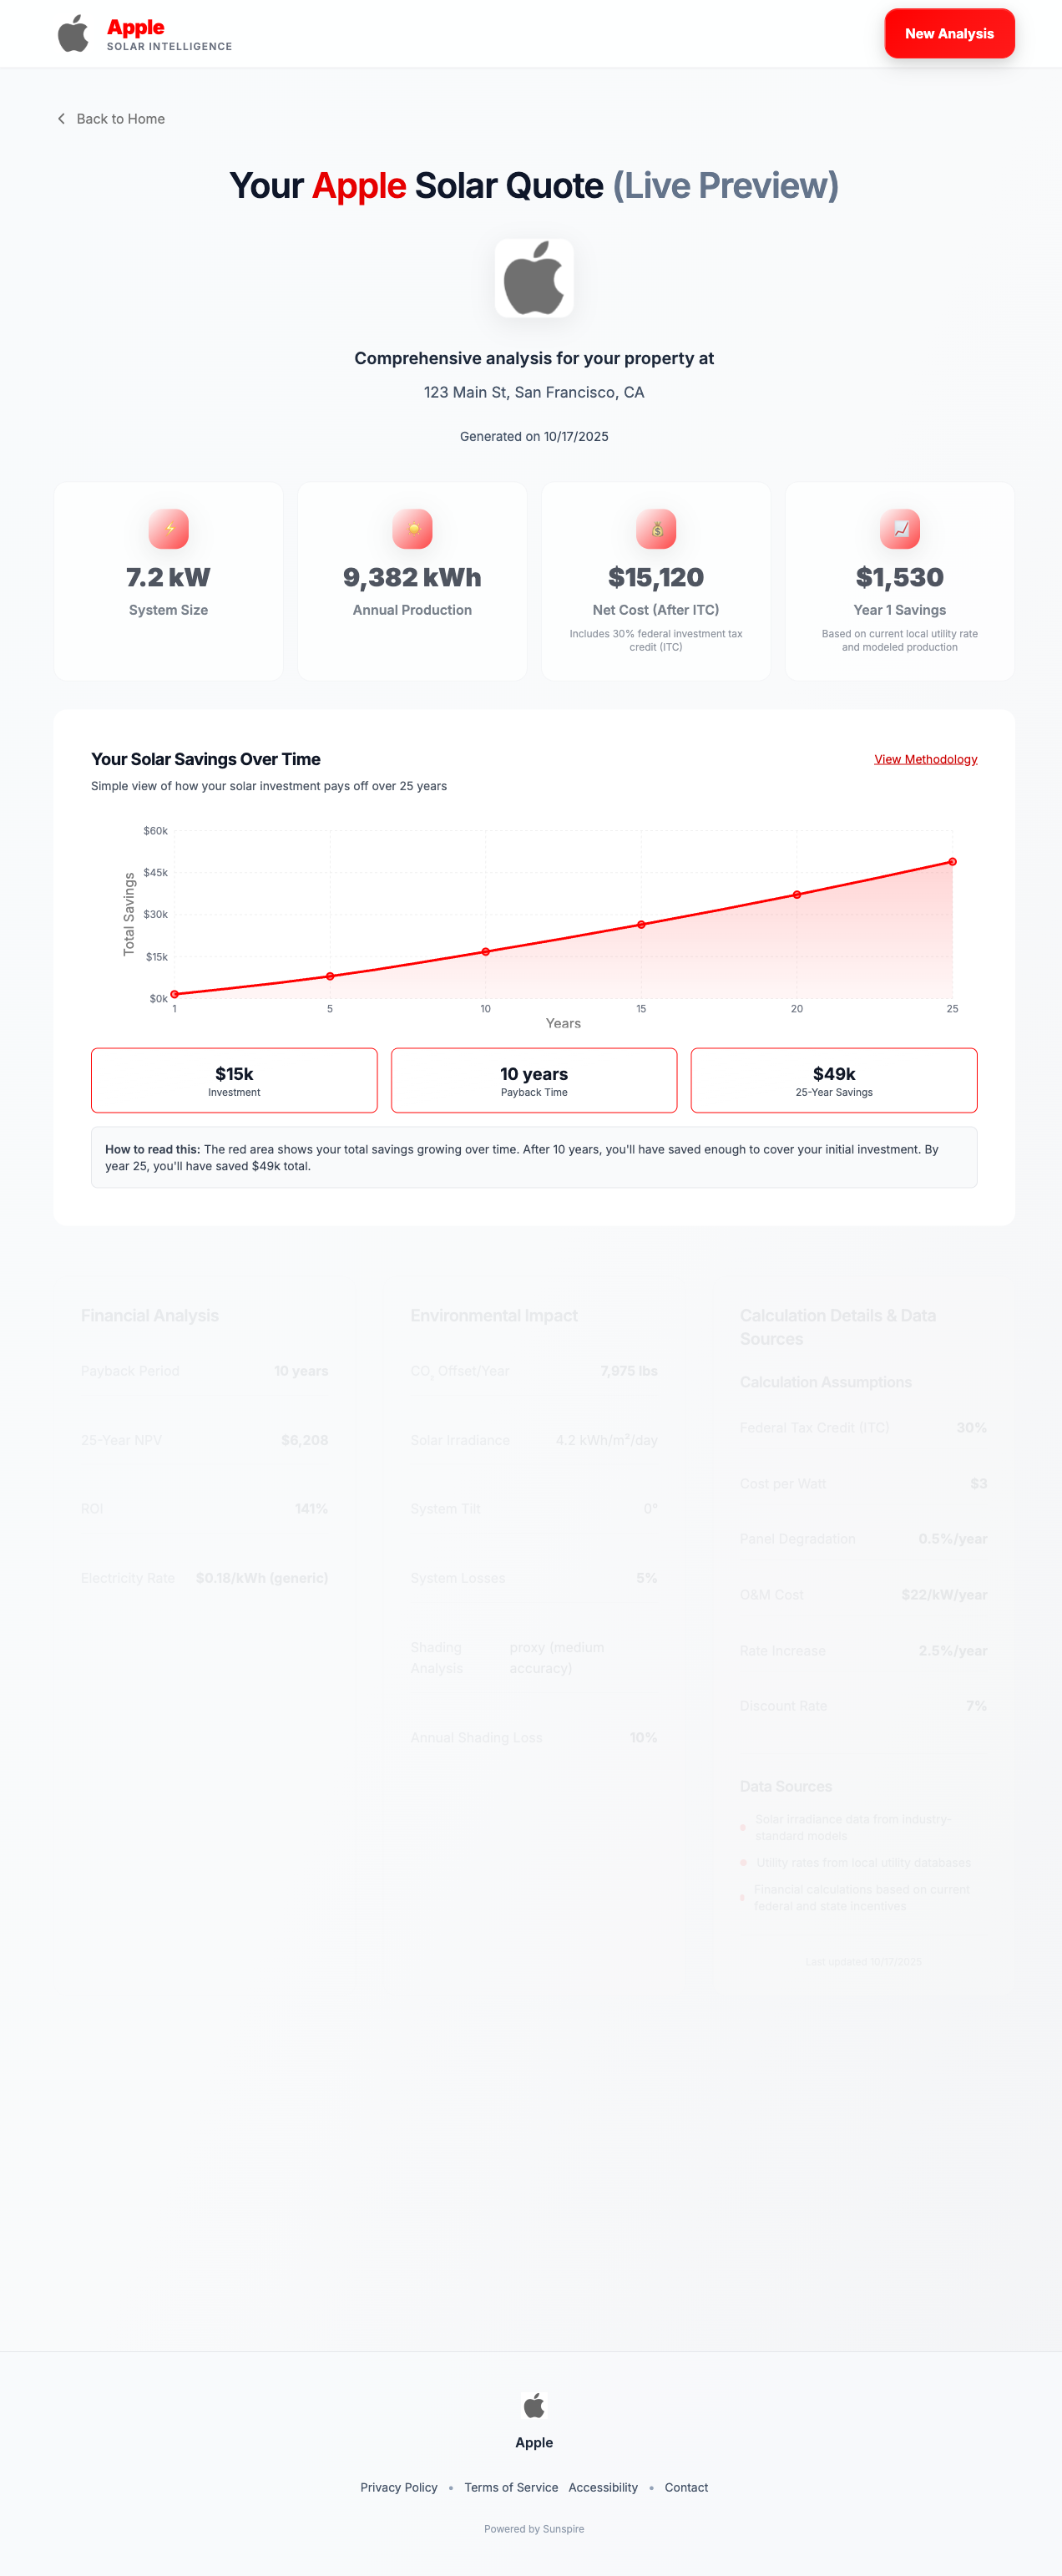 Apple
SOLAR INTELLIGENCE
New Analysis
Back to Home
Your Apple Solar Quote (Live Preview)
Comprehensive analysis for your property at
123 Main St, San Francisco, CA
Generated on 10/17/2025
7.2 kW
System Size
9,382 kWh
Annual Production
$15,120
Net Cost (After ITC)
Includes 30% federal investment tax
credit (ITC)
$1,530
Year 1 Savings
Based on current local utility rate
and modeled production
Your Solar Savings Over Time
View Methodology
Simple view of how your solar investment pays off over 25 years
Total Savings
$60k
$45k
$30k
$15k
$0k
1 5 10 15 20 25
Years
$15k
Investment
10 years
Payback Time
$49k
25-Year Savings
How to read this: The red area shows your total savings growing over time. After 10 years, you'll have saved enough to cover your initial investment. By
year 25, you'll have saved $49k total.
Financial Analysis
Payback Period 10 years
25-Year NPV $6,208
ROI 141%
Electricity Rate $0.18/kWh (generic)
Environmental Impact
CO₂ Offset/Year 7,975 lbs
Solar Irradiance 4.2 kWh/m²/day
System Tilt 0°
System Losses 5%
Shading
Analysis
proxy (medium
accuracy)
Annual Shading Loss 10%
Calculation Details & Data
Sources
Calculation Assumptions
Federal Tax Credit (ITC) 30%
Cost per Watt $3
Panel Degradation 0.5%/year
O&M Cost $22/kW/year
Rate Increase 2.5%/year
Discount Rate 7%
Data Sources
Solar irradiance data from industry-
standard models
Utility rates from local utility databases
Financial calculations based on current
federal and state incentives
Last updated 10/17/2025
Apple
Privacy Policy • Terms of Service Accessibility • Contact
Powered by Sunspire